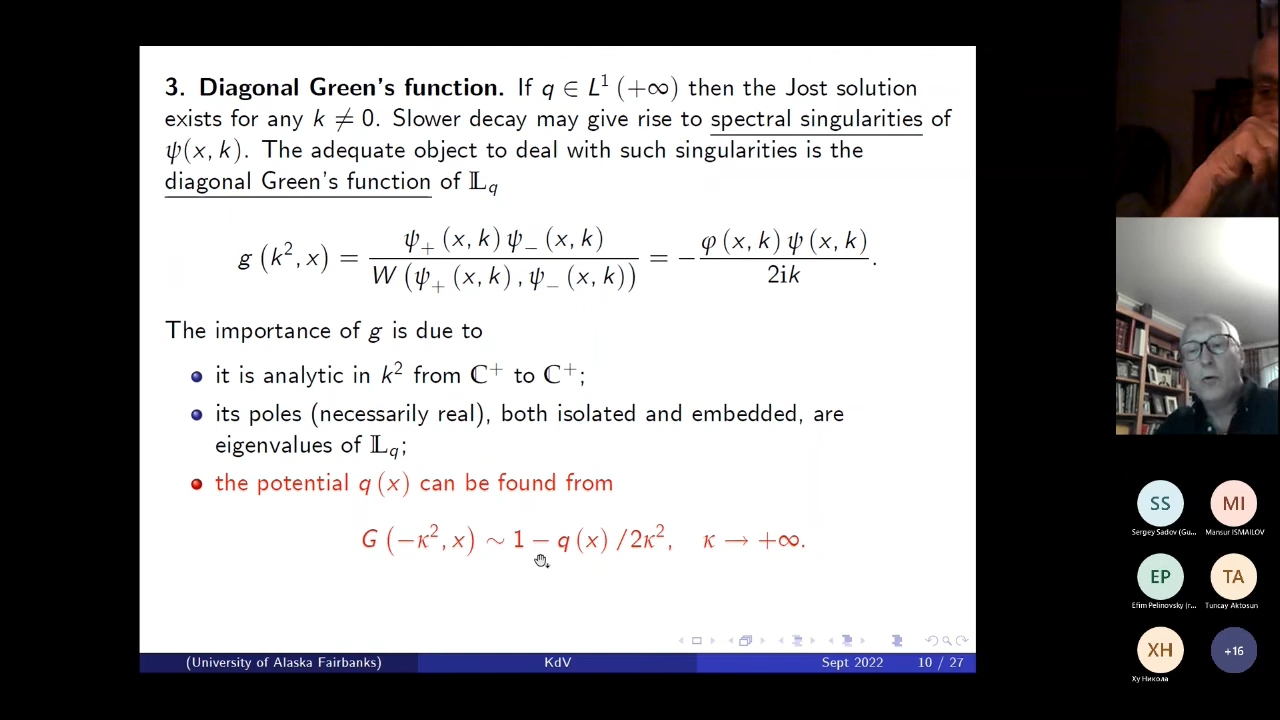 3. Diagonal Green's function. If q ∈ L¹ (+∞) then the Jost solution
exists for any k ≠ 0. Slower decay may give rise to spectral singularities of
ψ(x, k). The adequate object to deal with such singularities is the
diagonal Green's function of 𝕃_q
g (k², x) = ψ₊ (x, k) ψ₋ (x, k) / W (ψ₊ (x, k) , ψ₋ (x, k)) = − φ (x, k) ψ (x, k) / 2ik .
The importance of g is due to
it is analytic in k² from ℂ⁺ to ℂ⁺;
its poles (necessarily real), both isolated and embedded, are
eigenvalues of 𝕃_q;
the potential q (x) can be found from
G (−κ², x) ∼ 1 − q (x) /2κ², κ → +∞.
(University of Alaska Fairbanks) KdV Sept 2022 10 / 27
SS MI
Sergey Sadov (Gu... Mansur ISMAILOV
EP TA
Efim Pelinovsky (r... Tuncay Aktosun
XH +16
Ху Никола